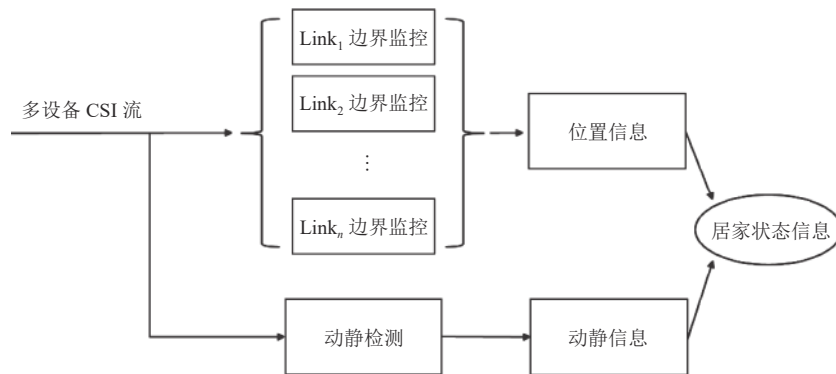 Link₁ 边界监控
多设备 CSI 流
Link₂ 边界监控
位置信息
⋮
Linkₙ 边界监控
居家状态信息
动静检测
动静信息